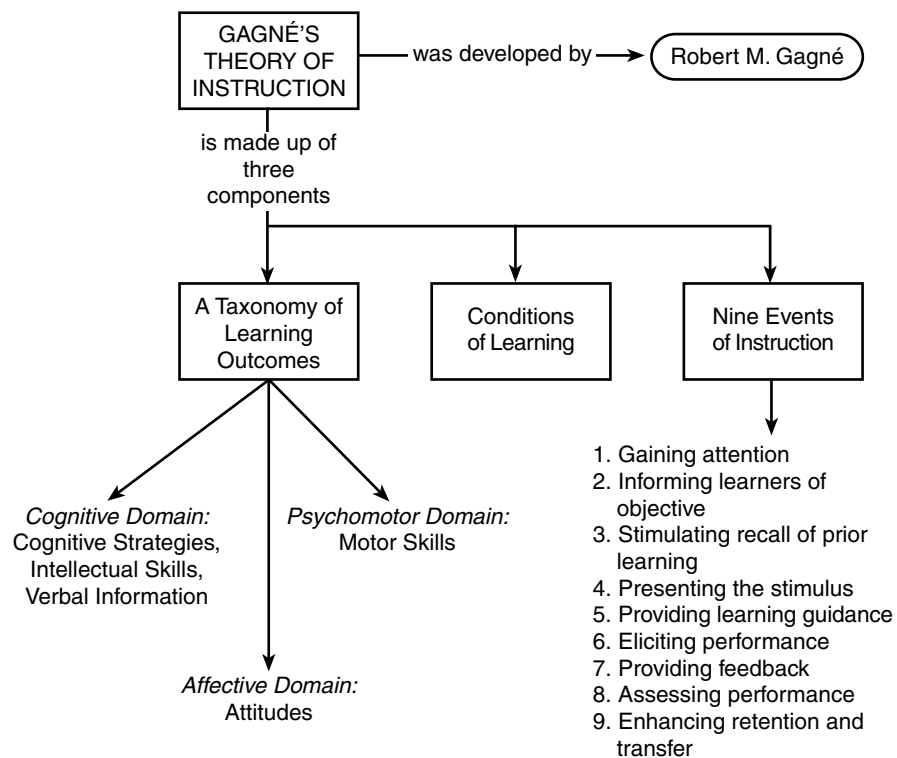 GAGNÉ'S
THEORY OF
INSTRUCTION
was developed by
Robert M. Gagné
is made up of
three
components
A Taxonomy of
Learning
Outcomes
Conditions
of Learning
Nine Events
of Instruction
Cognitive Domain:
Cognitive Strategies,
Intellectual Skills,
Verbal Information
Psychomotor Domain:
Motor Skills
Affective Domain:
Attitudes
1. Gaining attention
2. Informing learners of
objective
3. Stimulating recall of prior
learning
4. Presenting the stimulus
5. Providing learning guidance
6. Eliciting performance
7. Providing feedback
8. Assessing performance
9. Enhancing retention and
transfer